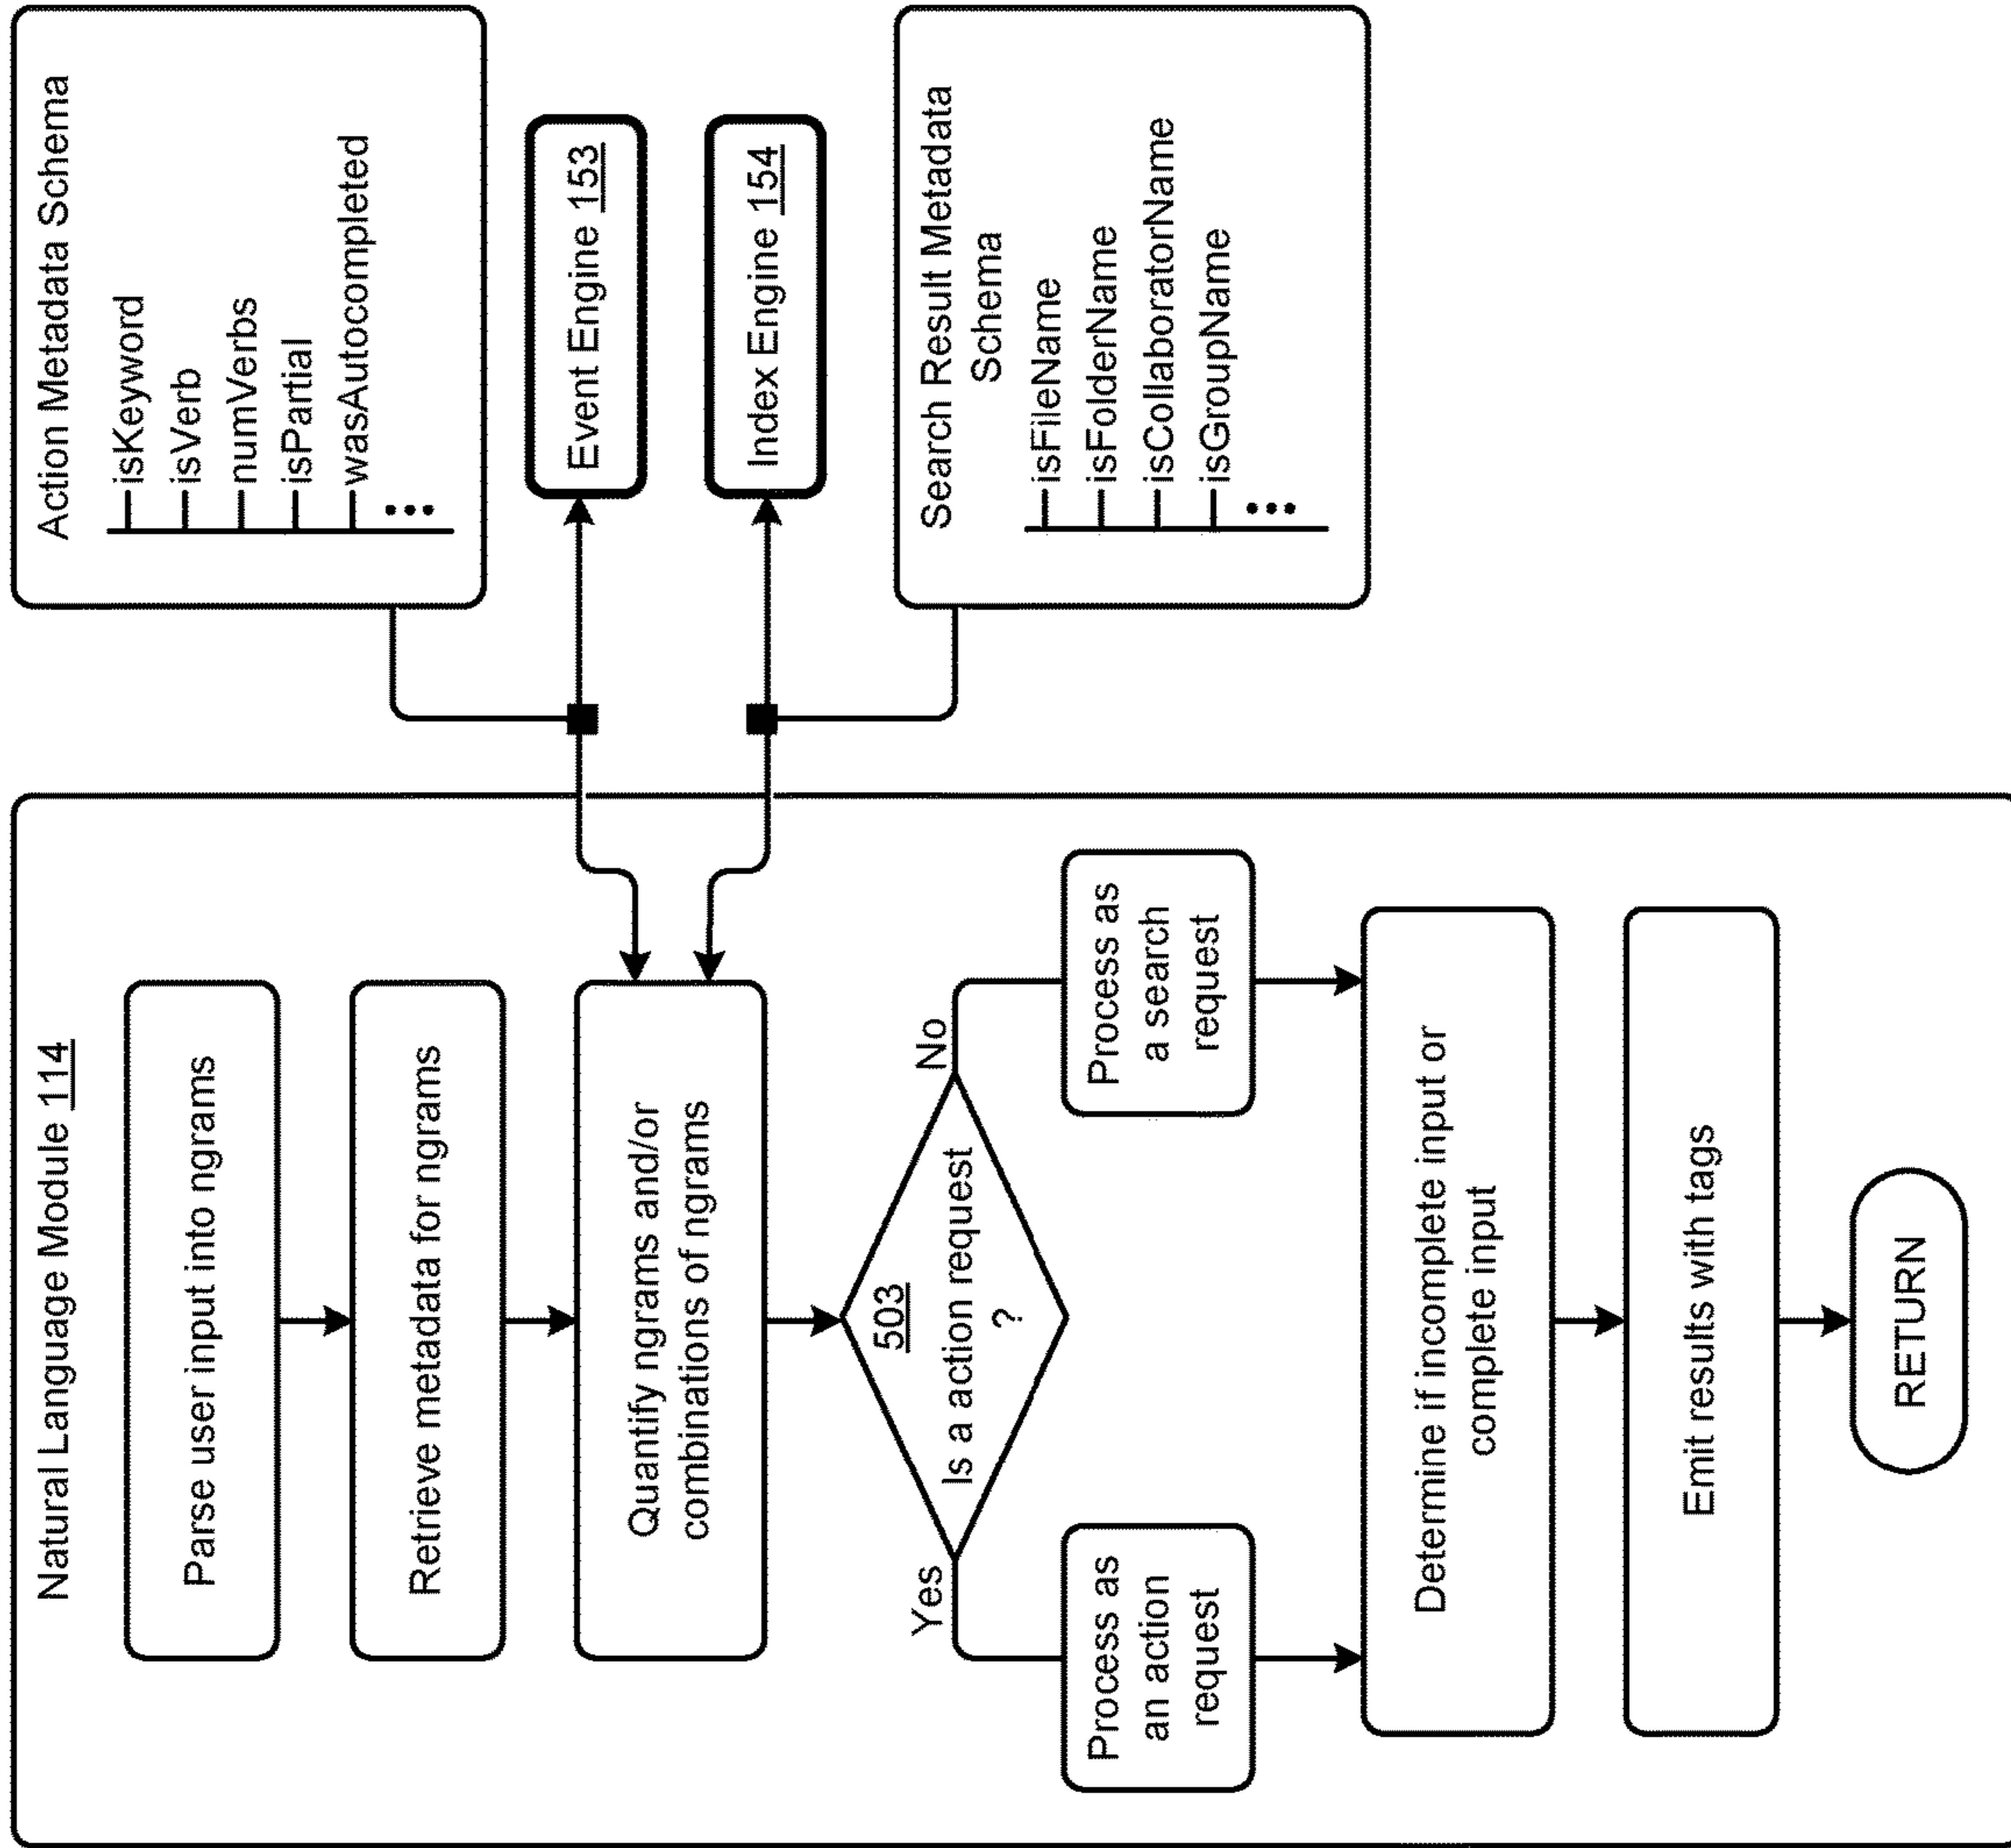 Natural Language Module 114
Parse user input into ngrams
Retrieve metadata for ngrams
Quantify ngrams and/or
combinations of ngrams
503
Is a action request
?
Yes
No
Process as
an action
request
Process as
a search
request
Determine if incomplete input or
complete input
Emit results with tags
RETURN
Action Metadata Schema
isKeyword
isVerb
numVerbs
isPartial
wasAutocompleted
...
Event Engine 153
Index Engine 154
Search Result Metadata
Schema
isFileName
isFolderName
isCollaboratorName
isGroupName
...